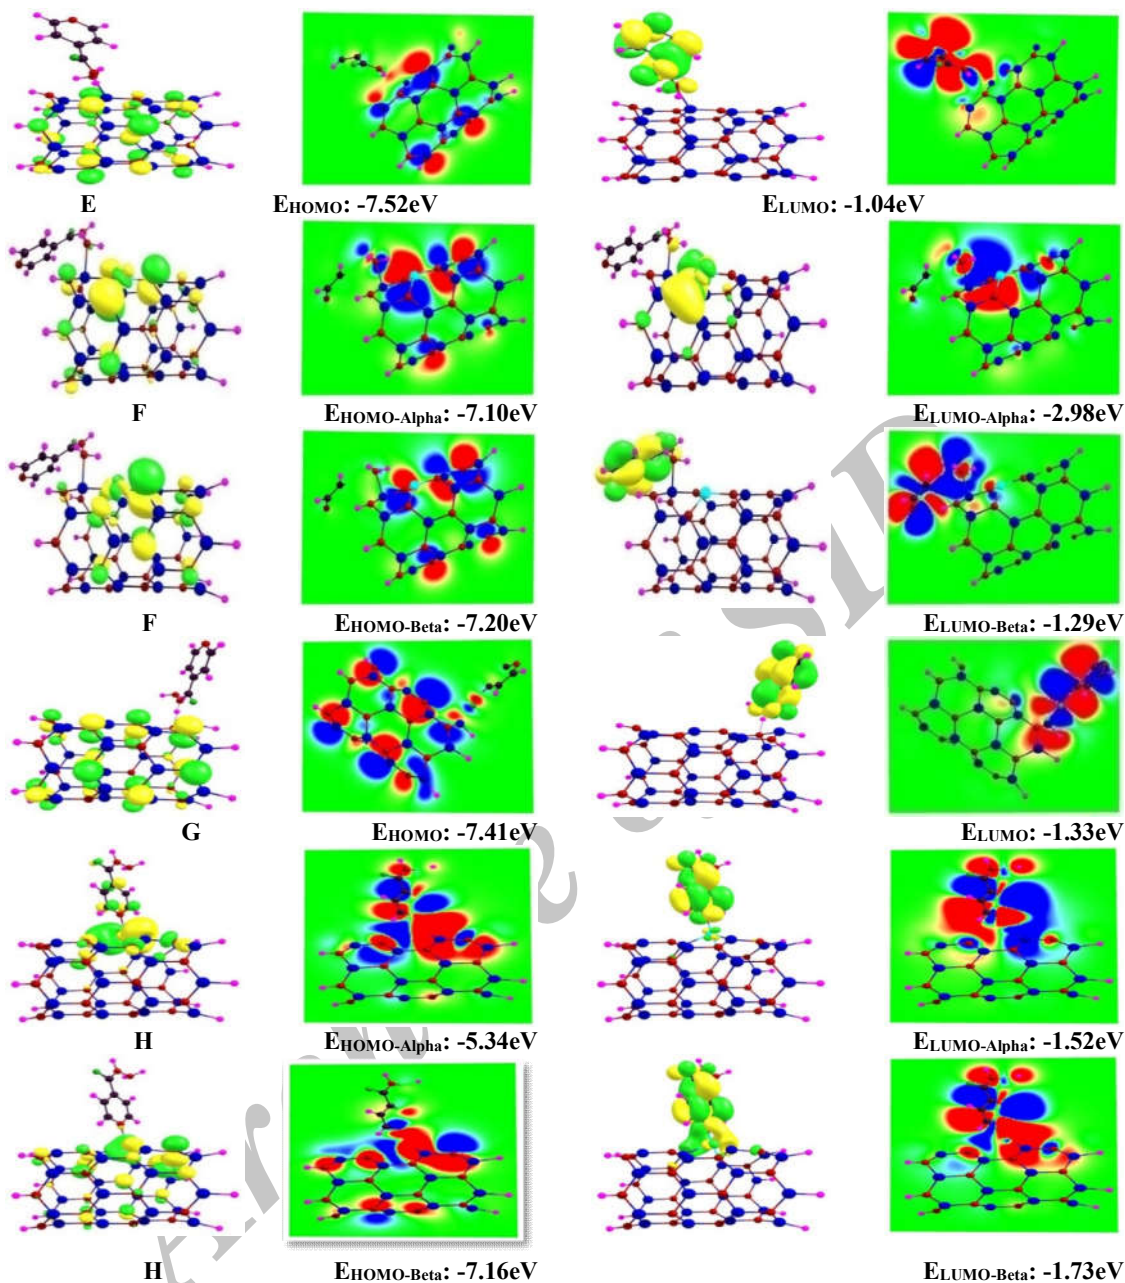 E EHOMO: -7.52eV ELUMO: -1.04eV
F EHOMO-Alpha: -7.10eV ELUMO-Alpha: -2.98eV
F EHOMO-Beta: -7.20eV ELUMO-Beta: -1.29eV
G EHOMO: -7.41eV ELUMO: -1.33eV
H EHOMO-Alpha: -5.34eV ELUMO-Alpha: -1.52eV
H EHOMO-Beta: -7.16eV ELUMO-Beta: -1.73eV